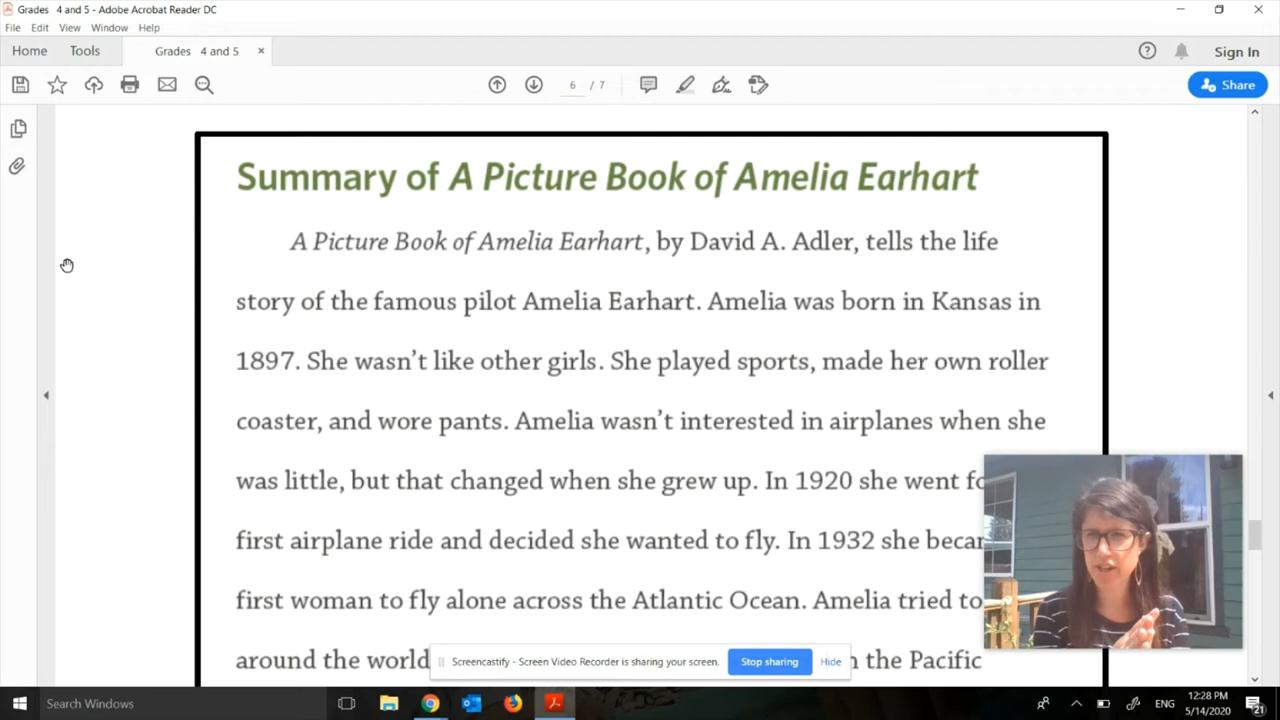 Grades 4 and 5 - Adobe Acrobat Reader DC
File Edit View Window Help
Home Tools Grades 4 and 5 × Sign In
6 / 7 Share
Summary of A Picture Book of Amelia Earhart
A Picture Book of Amelia Earhart, by David A. Adler, tells the life
story of the famous pilot Amelia Earhart. Amelia was born in Kansas in
1897. She wasn't like other girls. She played sports, made her own roller
coaster, and wore pants. Amelia wasn't interested in airplanes when she
was little, but that changed when she grew up. In 1920 she went
first airplane ride and decided she wanted to fly. In 1932 she
first woman to fly alone across the Atlantic Ocean. Amelia tried to
around the world the Pacific
Screencastify - Screen Video Recorder is sharing your screen. Stop sharing Hide
Search Windows ENG 12:28 PM
5/14/2020 21